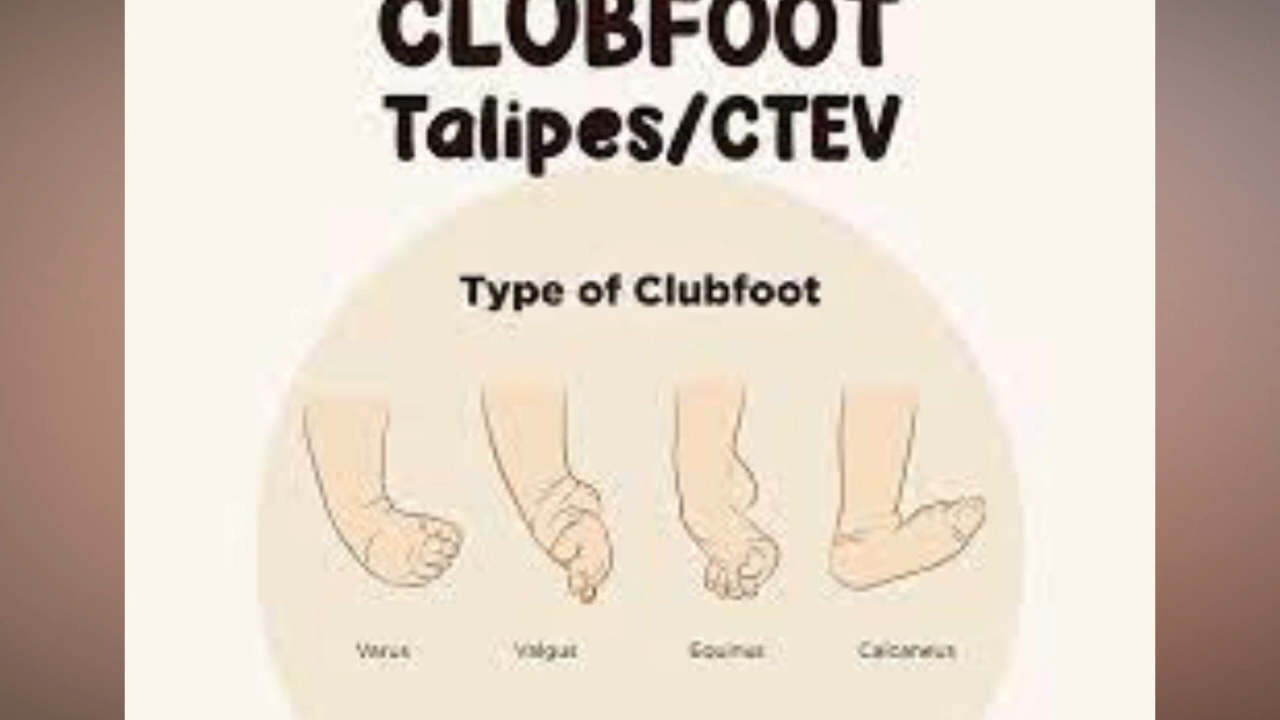 CLUBFOOT
Talipes/CTEV
Type of Clubfoot
Varus Valgus Equinus Calcaneus